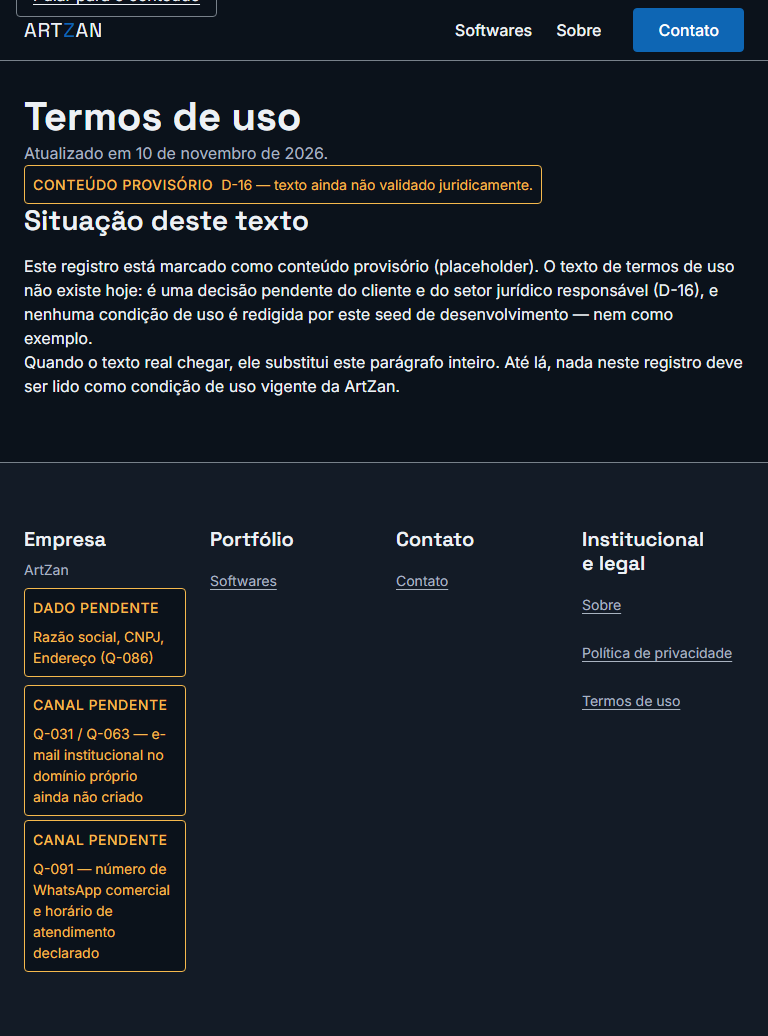 ARTZAN
Softwares
Sobre
Contato
Termos de uso
Atualizado em 10 de novembro de 2026.
CONTEÚDO PROVISÓRIO D-16 — texto ainda não validado juridicamente.
Situação deste texto
Este registro está marcado como conteúdo provisório (placeholder). O texto de termos de uso
não existe hoje: é uma decisão pendente do cliente e do setor jurídico responsável (D-16), e
nenhuma condição de uso é redigida por este seed de desenvolvimento — nem como
exemplo.
Quando o texto real chegar, ele substitui este parágrafo inteiro. Até lá, nada neste registro deve
ser lido como condição de uso vigente da ArtZan.
Empresa
ArtZan
DADO PENDENTE
Razão social, CNPJ,
Endereço (Q-086)
CANAL PENDENTE
Q-031 / Q-063 — e-
mail institucional no
domínio próprio
ainda não criado
CANAL PENDENTE
Q-091 — número de
WhatsApp comercial
e horário de
atendimento
declarado
Portfólio
Softwares
Contato
Contato
Institucional
e legal
Sobre
Política de privacidade
Termos de uso